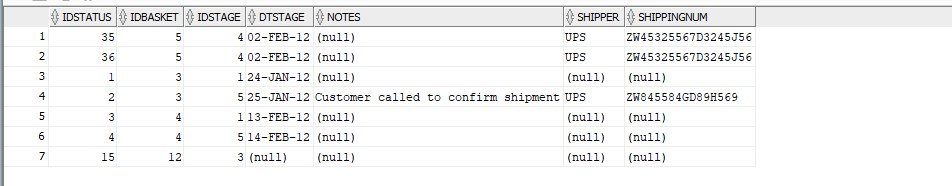 IDSTATUS IDBASKET IDSTAGE DTSTAGE NOTES SHIPPER SHIPPINGNUM
1 35 5 4 02-FEB-12 (null) UPS ZW45325567D3245J56
2 36 5 4 02-FEB-12 (null) UPS ZW45325567D3245J56
3 1 3 1 24-JAN-12 (null) (null) (null)
4 2 3 5 25-JAN-12 Customer called to confirm shipment UPS ZW845584GD89H569
5 3 4 1 13-FEB-12 (null) (null) (null)
6 4 4 5 14-FEB-12 (null) (null) (null)
7 15 12 3 (null) (null) (null) (null)